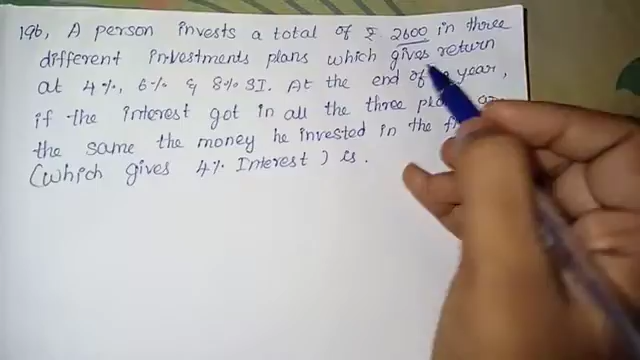 196, A person invests a total of ₹ 2600 in three
different investments plans which gives return
at 4%, 6% & 8% SI. At the end of year,
if the interest got in all the three
the same the money he invested in the
(which gives 4% Interest) is.